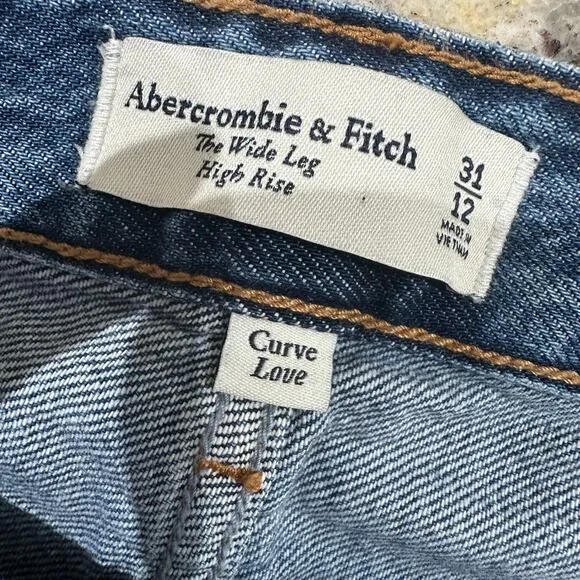 Abercrombie & Fitch
The Wide Leg
High Rise
31
12
MADE IN
VIETNAM
Curve
Love